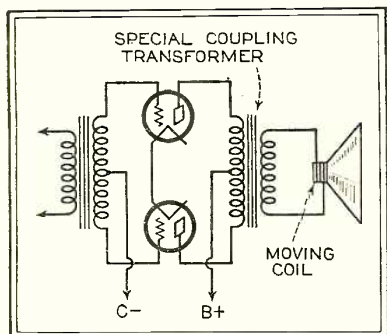 SPECIAL COUPLING
TRANSFORMER
MOVING
COIL
C-
B+